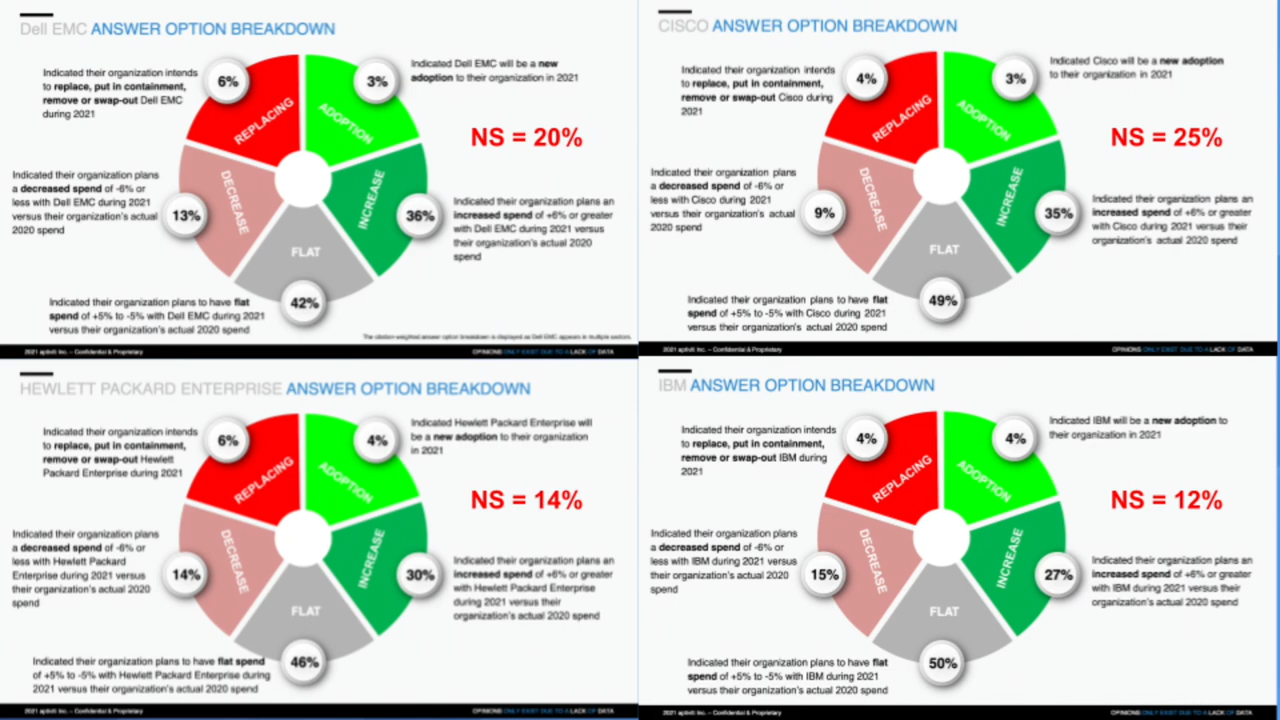 Dell EMC ANSWER OPTION BREAKDOWN
Indicated their organization intends
to replace, put in containment,
remove or swap-out Dell EMC
during 2021
6%
3%
Indicated Dell EMC will be a new
adoption to their organization in 2021
REPLACING
ADOPTION
NS = 20%
Indicated their organization plans
a decreased spend of -6% or
less with Dell EMC during 2021
versus their organization's actual
2020 spend
13%
DECREASE
INCREASE
36%
Indicated their organization plans an
increased spend of +6% or greater
with Dell EMC during 2021 versus
their organization's actual 2020
spend
FLAT
42%
Indicated their organization plans to have flat
spend of +5% to -5% with Dell EMC during 2021
versus their organization's actual 2020 spend
The citation-weighted answer option breakdown is displayed as Dell EMC appears in multiple sectors.
2021 aptiviti Inc. – Confidential & Proprietary
OPINIONS ONLY EXIST DUE TO A LACK OF DATA
CISCO ANSWER OPTION BREAKDOWN
Indicated their organization intends
to replace, put in containment,
remove or swap-out Cisco during
2021
4%
3%
Indicated Cisco will be a new adoption
to their organization in 2021
REPLACING
ADOPTION
NS = 25%
Indicated their organization plans
a decreased spend of -6% or
less with Cisco during 2021
versus their organization's actual
2020 spend
9%
DECREASE
INCREASE
35%
Indicated their organization plans an
increased spend of +6% or greater
with Cisco during 2021 versus their
organization's actual 2020 spend
FLAT
49%
Indicated their organization plans to have flat
spend of +5% to -5% with Cisco during 2021
versus their organization's actual 2020 spend
2021 aptiviti Inc. – Confidential & Proprietary
OPINIONS ONLY EXIST DUE TO A LACK OF DATA
HEWLETT PACKARD ENTERPRISE ANSWER OPTION BREAKDOWN
Indicated their organization intends
to replace, put in containment,
remove or swap-out Hewlett
Packard Enterprise during 2021
6%
4%
Indicated Hewlett Packard Enterprise will
be a new adoption to their organization
in 2021
REPLACING
ADOPTION
NS = 14%
Indicated their organization plans
a decreased spend of -6% or
less with Hewlett Packard
Enterprise during 2021 versus
their organization's actual 2020
spend
14%
DECREASE
INCREASE
30%
Indicated their organization plans an
increased spend of +6% or greater
with Hewlett Packard Enterprise
during 2021 versus their
organization's actual 2020 spend
FLAT
46%
Indicated their organization plans to have flat spend
of +5% to -5% with Hewlett Packard Enterprise during
2021 versus their organization's actual 2020 spend
2021 aptiviti Inc. – Confidential & Proprietary
OPINIONS ONLY EXIST DUE TO A LACK OF DATA
IBM ANSWER OPTION BREAKDOWN
Indicated their organization intends
to replace, put in containment,
remove or swap-out IBM during
2021
4%
4%
Indicated IBM will be a new adoption to
their organization in 2021
REPLACING
ADOPTION
NS = 12%
Indicated their organization plans
a decreased spend of -6% or
less with IBM during 2021 versus
their organization's actual 2020
spend
15%
DECREASE
INCREASE
27%
Indicated their organization plans an
increased spend of +6% or greater
with IBM during 2021 versus their
organization's actual 2020 spend
FLAT
50%
Indicated their organization plans to have flat
spend of +5% to -5% with IBM during 2021
versus their organization's actual 2020 spend
2021 aptiviti Inc. – Confidential & Proprietary
OPINIONS ONLY EXIST DUE TO A LACK OF DATA